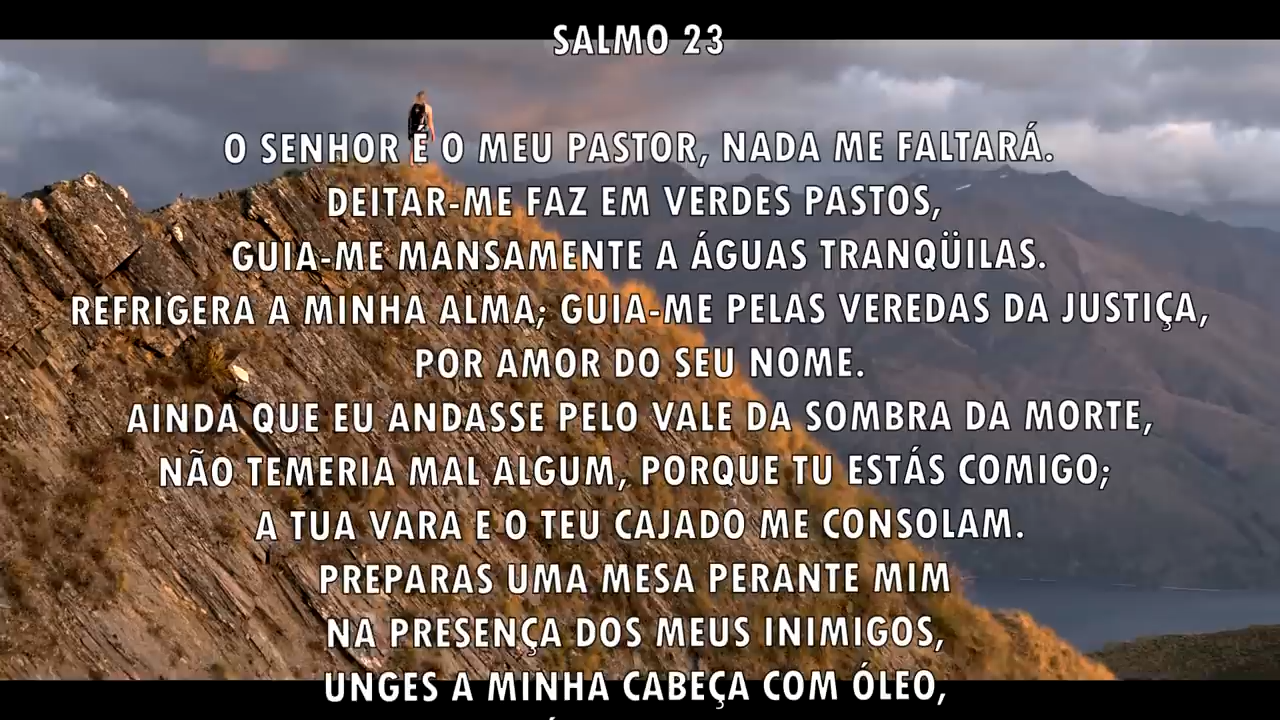 SALMO 23
O SENHOR É O MEU PASTOR, NADA ME FALTARÁ.
DEITAR-ME FAZ EM VERDES PASTOS,
GUIA-ME MANSAMENTE A ÁGUAS TRANQÜILAS.
REFRIGERA A MINHA ALMA; GUIA-ME PELAS VEREDAS DA JUSTIÇA,
POR AMOR DO SEU NOME.
AINDA QUE EU ANDASSE PELO VALE DA SOMBRA DA MORTE,
NÃO TEMERIA MAL ALGUM, PORQUE TU ESTÁS COMIGO;
A TUA VARA E O TEU CAJADO ME CONSOLAM.
PREPARAS UMA MESA PERANTE MIM
NA PRESENÇA DOS MEUS INIMIGOS,
UNGES A MINHA CABEÇA COM ÓLEO,